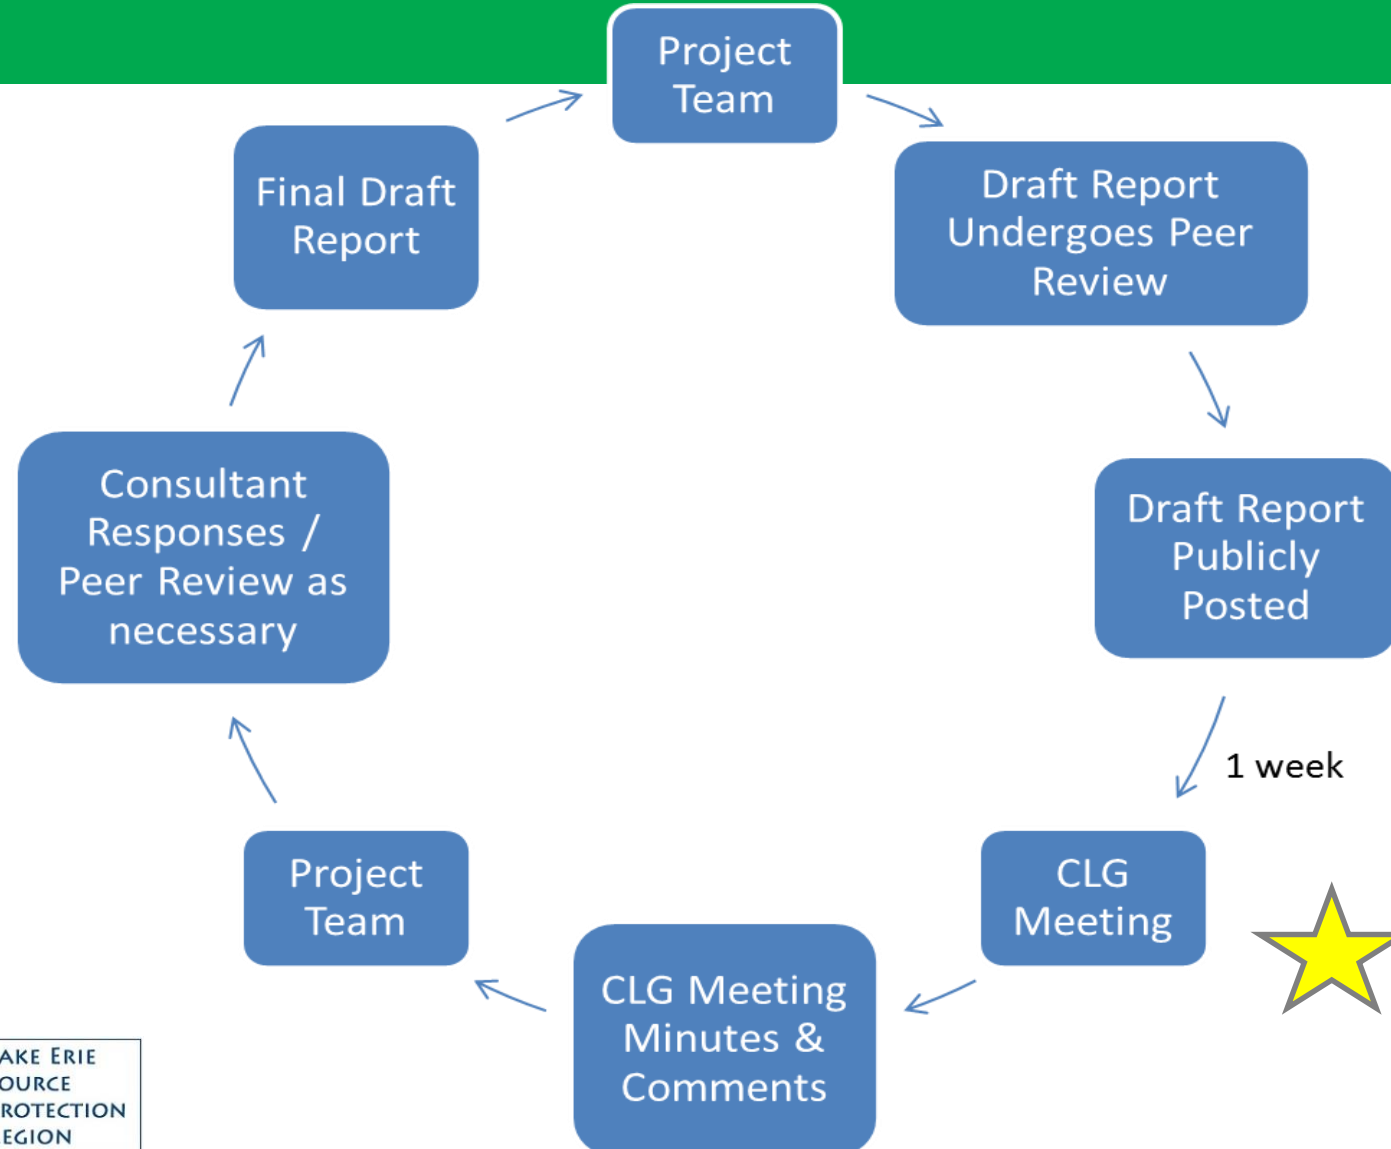 Project
Team
Draft Report
Undergoes Peer
Review
Draft Report
Publicly
Posted
1 week
CLG
Meeting
CLG Meeting
Minutes &
Comments
Project
Team
Consultant
Responses /
Peer Review as
necessary
Final Draft
Report
AKE ERIE
OURCE
ROTECTION
EGION